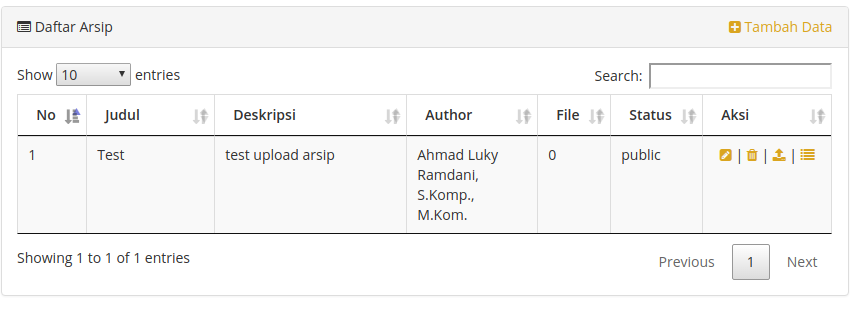 Daftar Arsip
Tambah Data
Show 10 entries
Search:
No Judul Deskripsi Author File Status Aksi
1 Test test upload arsip Ahmad Luky 0 public | | |
Ramdani,
S.Komp.,
M.Kom.
Showing 1 to 1 of 1 entries
Previous 1 Next